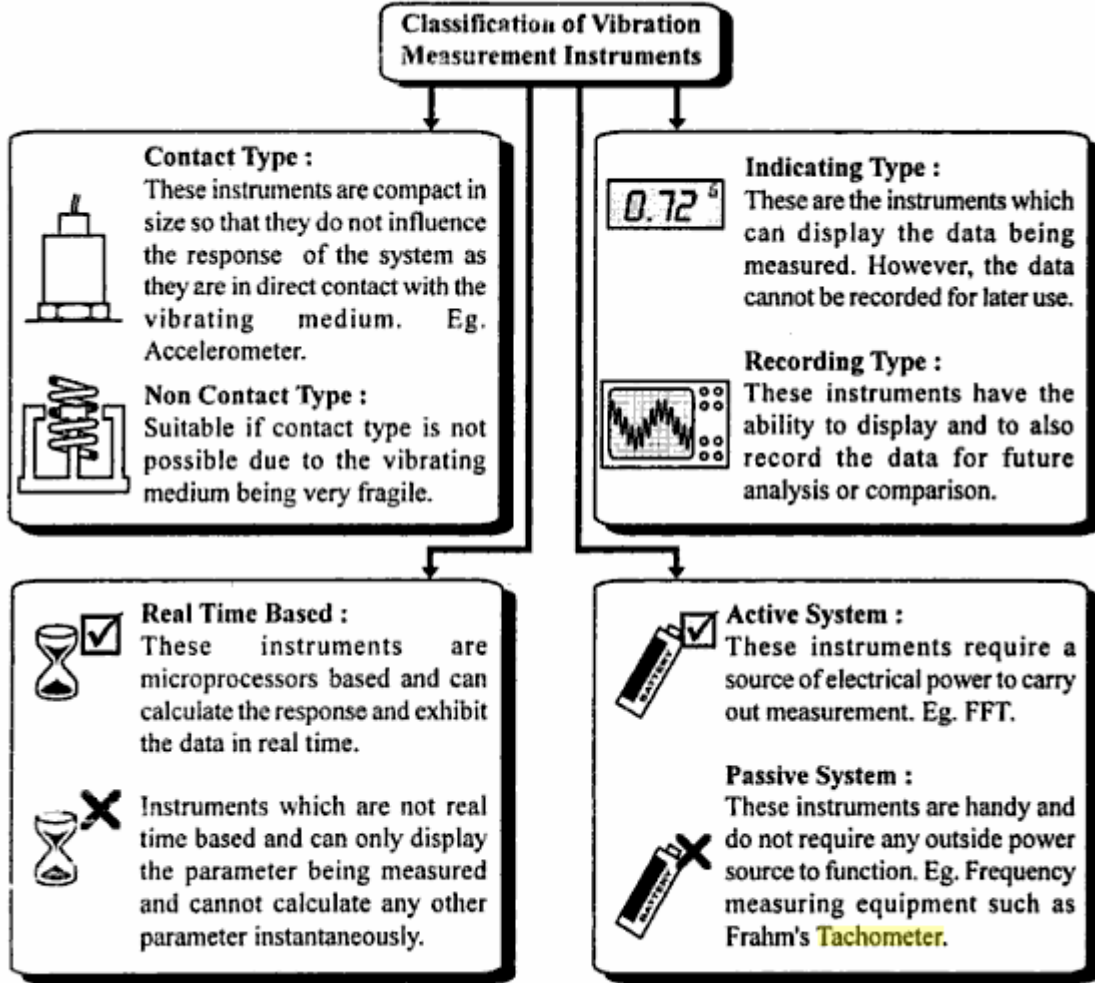 Classification of Vibration
Measurement Instruments
Contact Type :
These instruments are compact in
size so that they do not influence
the response of the system as
they are in direct contact with the
vibrating medium. Eg.
Accelerometer.
Non Contact Type :
Suitable if contact type is not
possible due to the vibrating
medium being very fragile.
0.72 G
Indicating Type :
These are the instruments which
can display the data being
measured. However, the data
cannot be recorded for later use.
Recording Type :
These instruments have the
ability to display and to also
record the data for future
analysis or comparison.
Real Time Based :
These instruments are
microprocessors based and can
calculate the response and exhibit
the data in real time.
Instruments which are not real
time based and can only display
the parameter being measured
and cannot calculate any other
parameter instantaneously.
BATTERY
Active System :
These instruments require a
source of electrical power to carry
out measurement. Eg. FFT.
BATTERY
Passive System :
These instruments are handy and
do not require any outside power
source to function. Eg. Frequency
measuring equipment such as
Frahm's Tachometer.